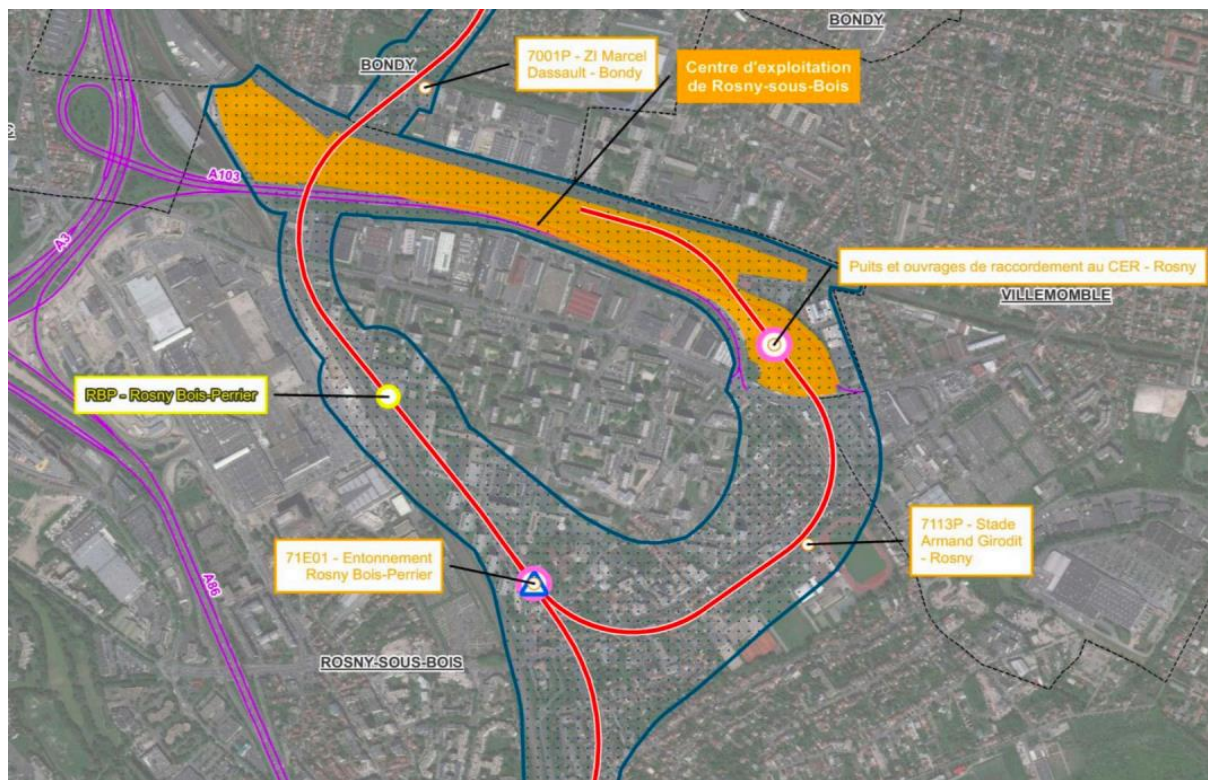 BONDY
7001P - ZI Marcel
Dassault - Bondy
Centre d'exploitation
de Rosny-sous-Bois
BONDY
A103
A3
Puits et ouvrages de raccordement au CER - Rosny
VILLEMOMBLE
RBP - Rosny Bois-Perrier
7113P - Stade
Armand Girodit
- Rosny
71E01 - Entonnement
Rosny Bois-Perrier
A86
ROSNY-SOUS-BOIS